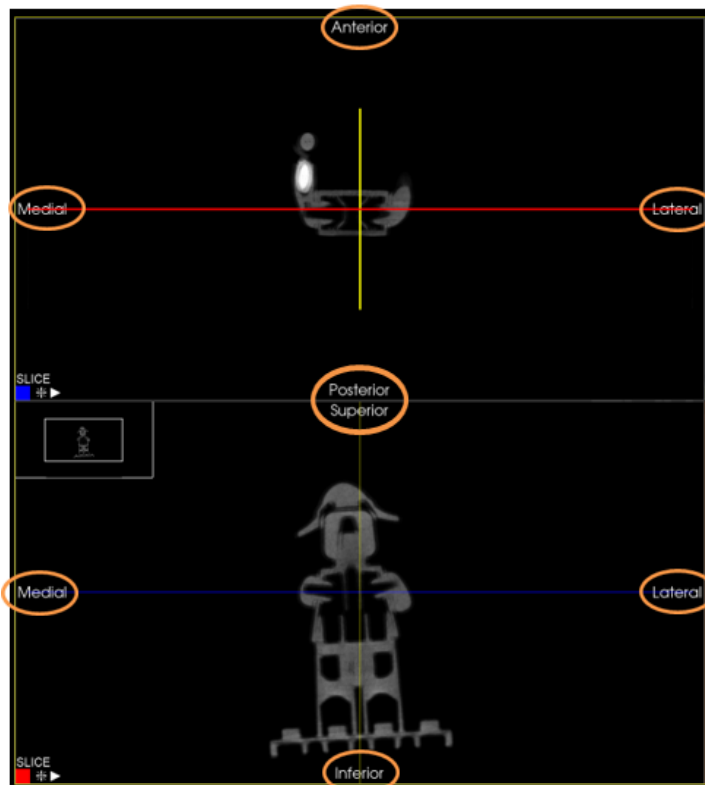 Anterior
Medial
Lateral
SLICE
Posterior
Superior
Medial
Lateral
SLICE
Inferior